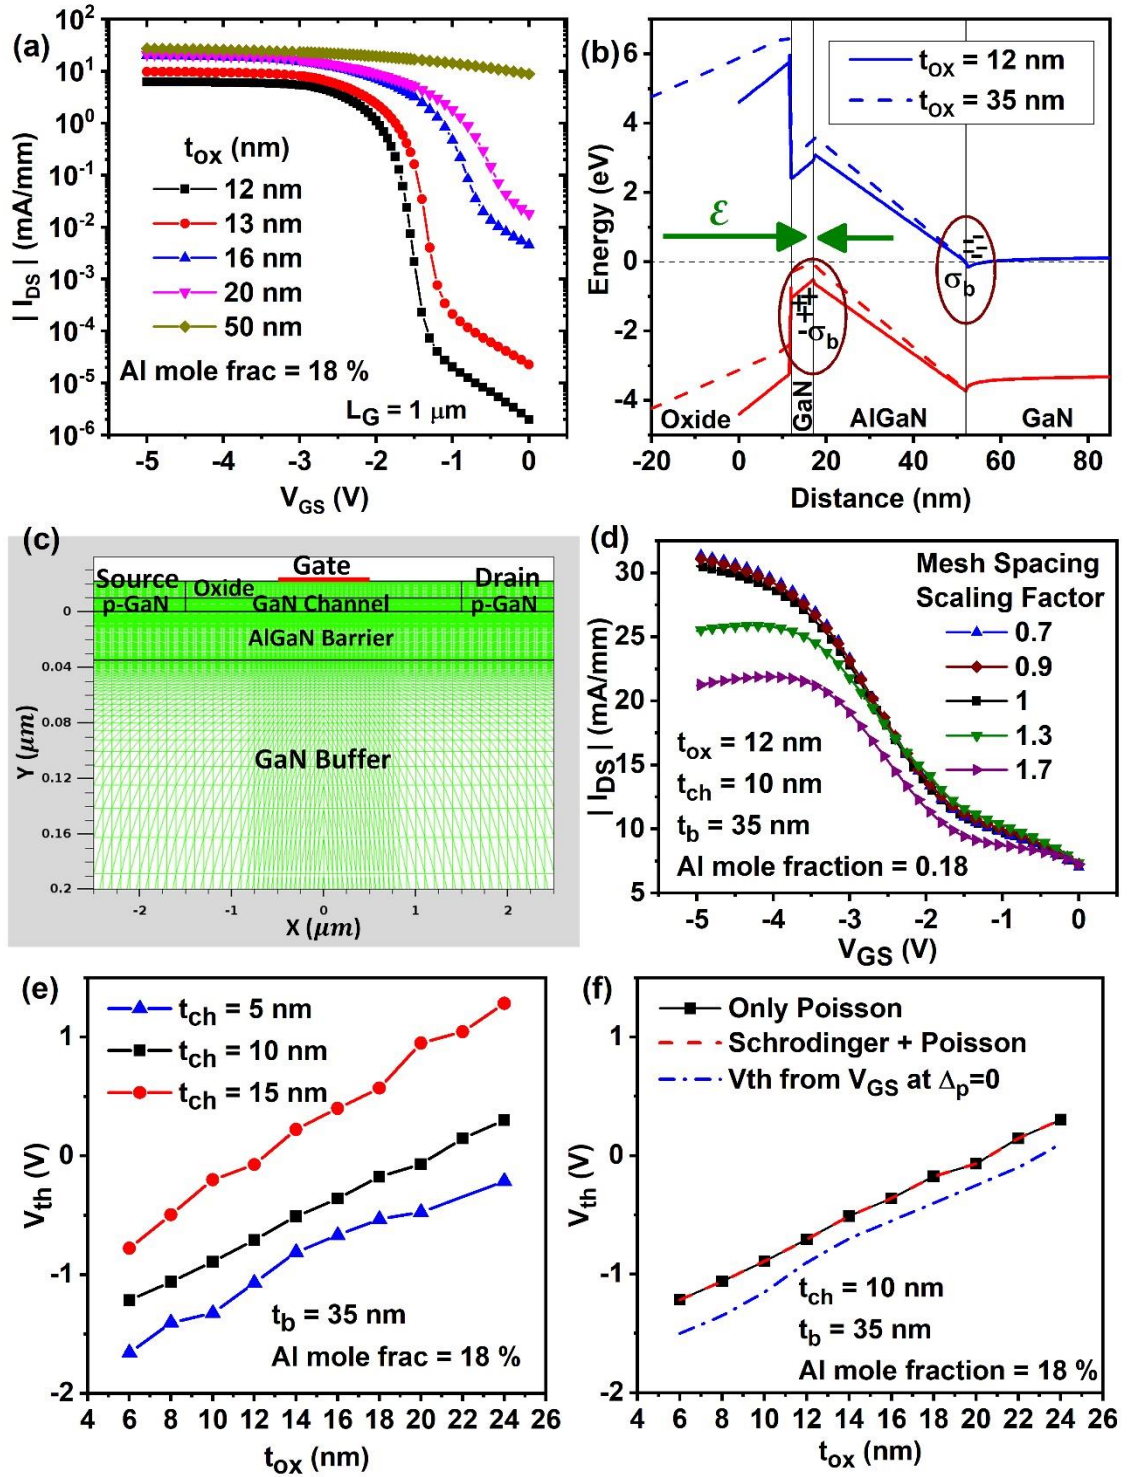 (a)
10²
10¹
10⁰
10⁻¹
10⁻²
10⁻³
10⁻⁴
10⁻⁵
10⁻⁶
| I_DS | (mA/mm)
t_ox (nm)
12 nm
13 nm
16 nm
20 nm
50 nm
Al mole frac = 18 %
L_G = 1 μm
-5 -4 -3 -2 -1 0
V_GS (V)
(b)
6
4
2
0
-2
-4
Energy (eV)
t_ox = 12 nm
t_ox = 35 nm
ℰ
σ_b
-σ_b
Oxide GaN AlGaN GaN
-20 0 20 40 60 80
Distance (nm)
(c)
Gate
Source Oxide Drain
p-GaN GaN Channel p-GaN
AlGaN Barrier
GaN Buffer
0
0.04
0.08
0.12
0.16
0.2
Y (μm)
-2 -1 0 1 2
X (μm)
(d)
30
25
20
15
10
5
| I_DS | (mA/mm)
Mesh Spacing
Scaling Factor
0.7
0.9
1
1.3
1.7
t_ox = 12 nm
t_ch = 10 nm
t_b = 35 nm
Al mole fraction = 0.18
-5 -4 -3 -2 -1 0
V_GS (V)
(e)
1
0
-1
-2
V_th (V)
t_ch = 5 nm
t_ch = 10 nm
t_ch = 15 nm
t_b = 35 nm
Al mole frac = 18 %
4 6 8 10 12 14 16 18 20 22 24 26
t_ox (nm)
(f)
1
0
-1
-2
V_th (V)
Only Poisson
Schrodinger + Poisson
Vth from V_GS at Δ_p=0
t_ch = 10 nm
t_b = 35 nm
Al mole fraction = 18 %
4 6 8 10 12 14 16 18 20 22 24 26
t_ox (nm)